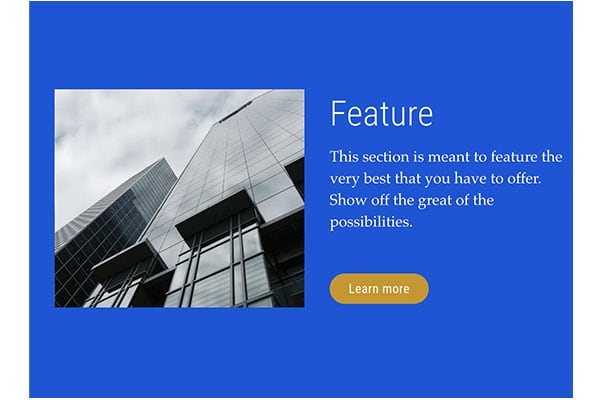 Feature
This section is meant to feature the
very best that you have to offer.
Show off the great of the
possibilities.
Learn more